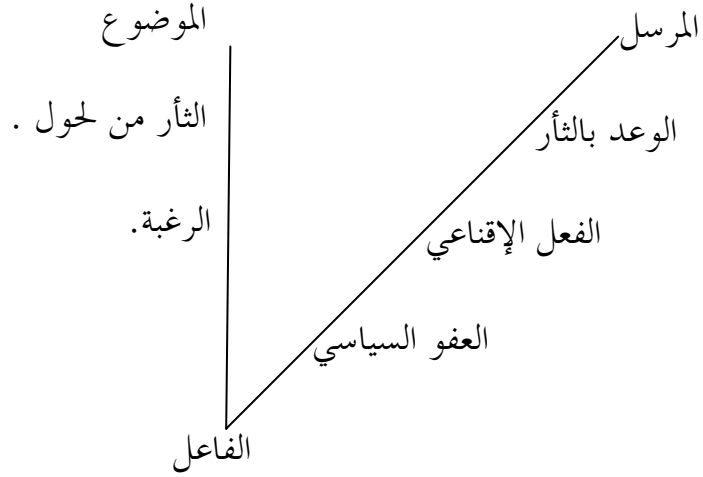 المرسل
الموضوع
الوعد بالثأر
الثأر من لحول .
الفعل الإقناعي
الرغبة.
العفو السياسي
الفاعل